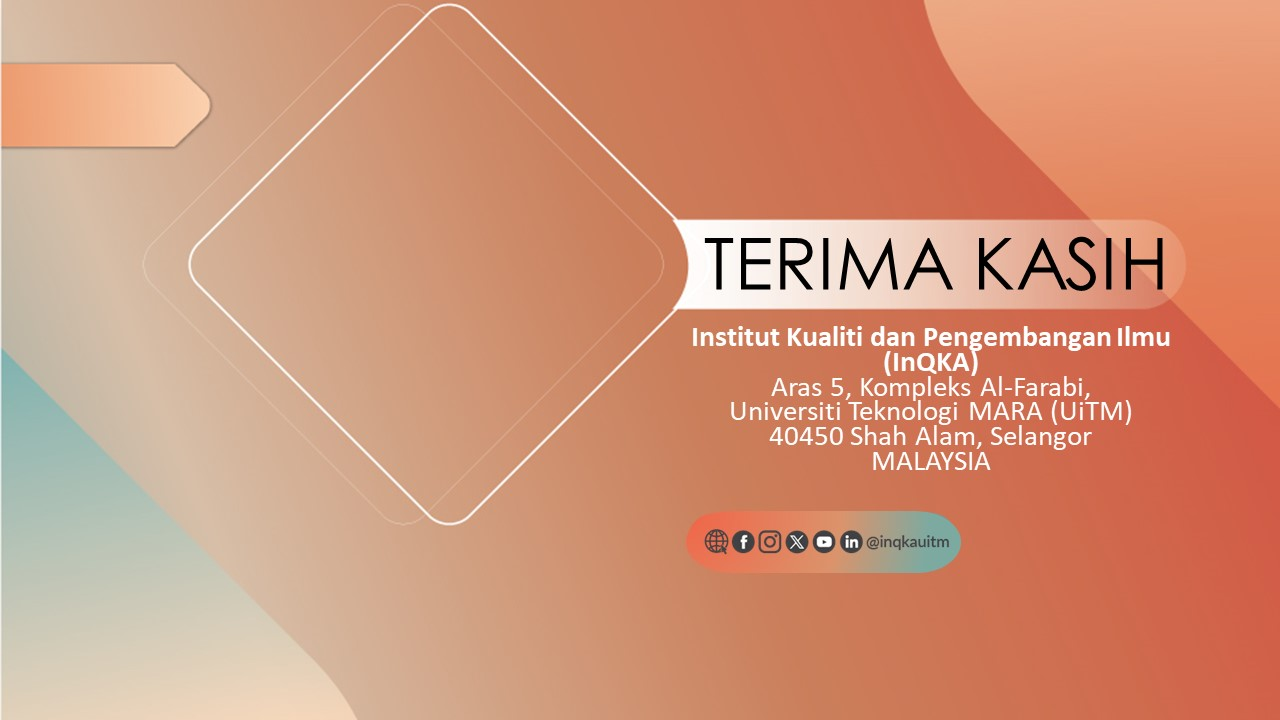 TERIMA KASIH
Institut Kualiti dan Pengembangan Ilmu
(InQKA)
Aras 5, Kompleks Al-Farabi,
Universiti Teknologi MARA (UiTM)
40450 Shah Alam, Selangor
MALAYSIA
@inqkauitm